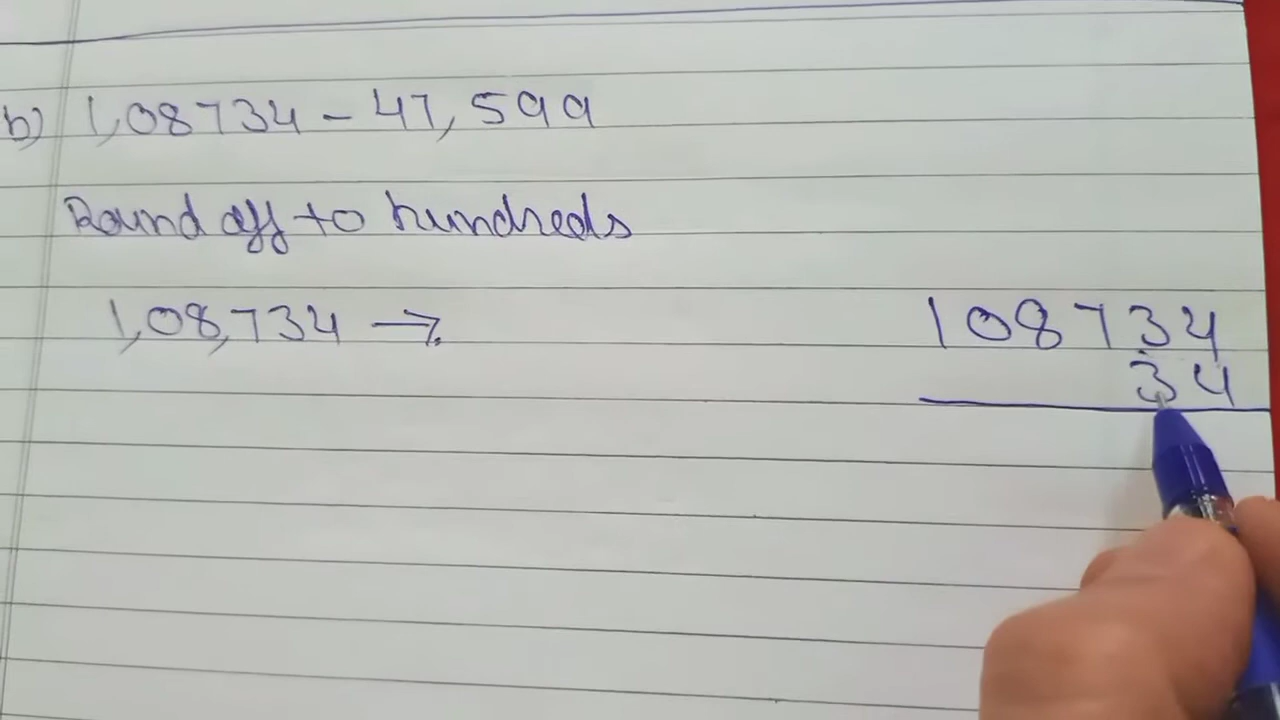 b) 1,08734 - 47,599
Round off to hundreds
1,08,734 →
108734
34